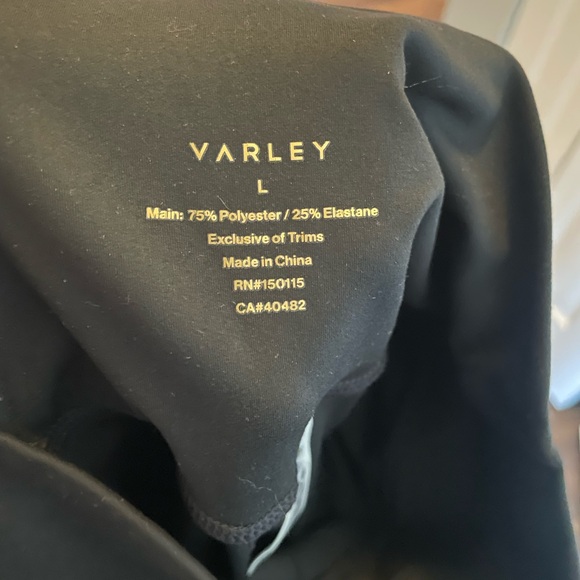 VARLEY
L
Main: 75% Polyester / 25% Elastane
Exclusive of Trims
Made in China
RN#150115
CA#40482